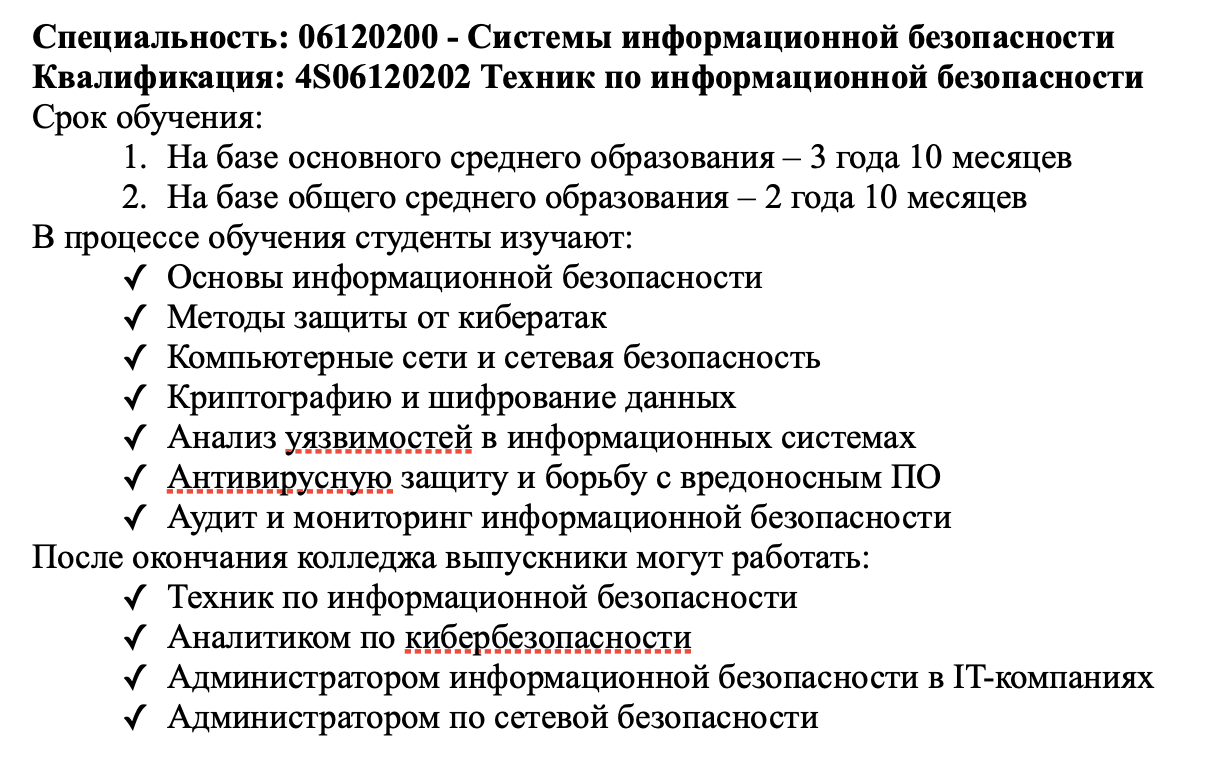 Специальность: 06120200 - Системы информационной безопасности
Квалификация: 4S06120202 Техник по информационной безопасности
Срок обучения:
1. На базе основного среднего образования – 3 года 10 месяцев
2. На базе общего среднего образования – 2 года 10 месяцев
В процессе обучения студенты изучают:
✓ Основы информационной безопасности
✓ Методы защиты от кибератак
✓ Компьютерные сети и сетевая безопасность
✓ Криптографию и шифрование данных
✓ Анализ уязвимостей в информационных системах
✓ Антивирусную защиту и борьбу с вредоносным ПО
✓ Аудит и мониторинг информационной безопасности
После окончания колледжа выпускники могут работать:
✓ Техник по информационной безопасности
✓ Аналитиком по кибербезопасности
✓ Администратором информационной безопасности в IT-компаниях
✓ Администратором по сетевой безопасности